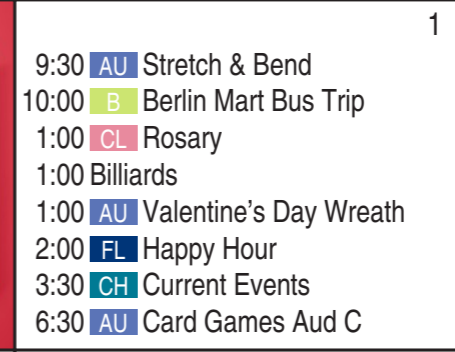 1
9:30 AU Stretch & Bend
10:00 B Berlin Mart Bus Trip
1:00 CL Rosary
1:00 Billiards
1:00 AU Valentine’s Day Wreath
2:00 FL Happy Hour
3:30 CH Current Events
6:30 AU Card Games Aud C